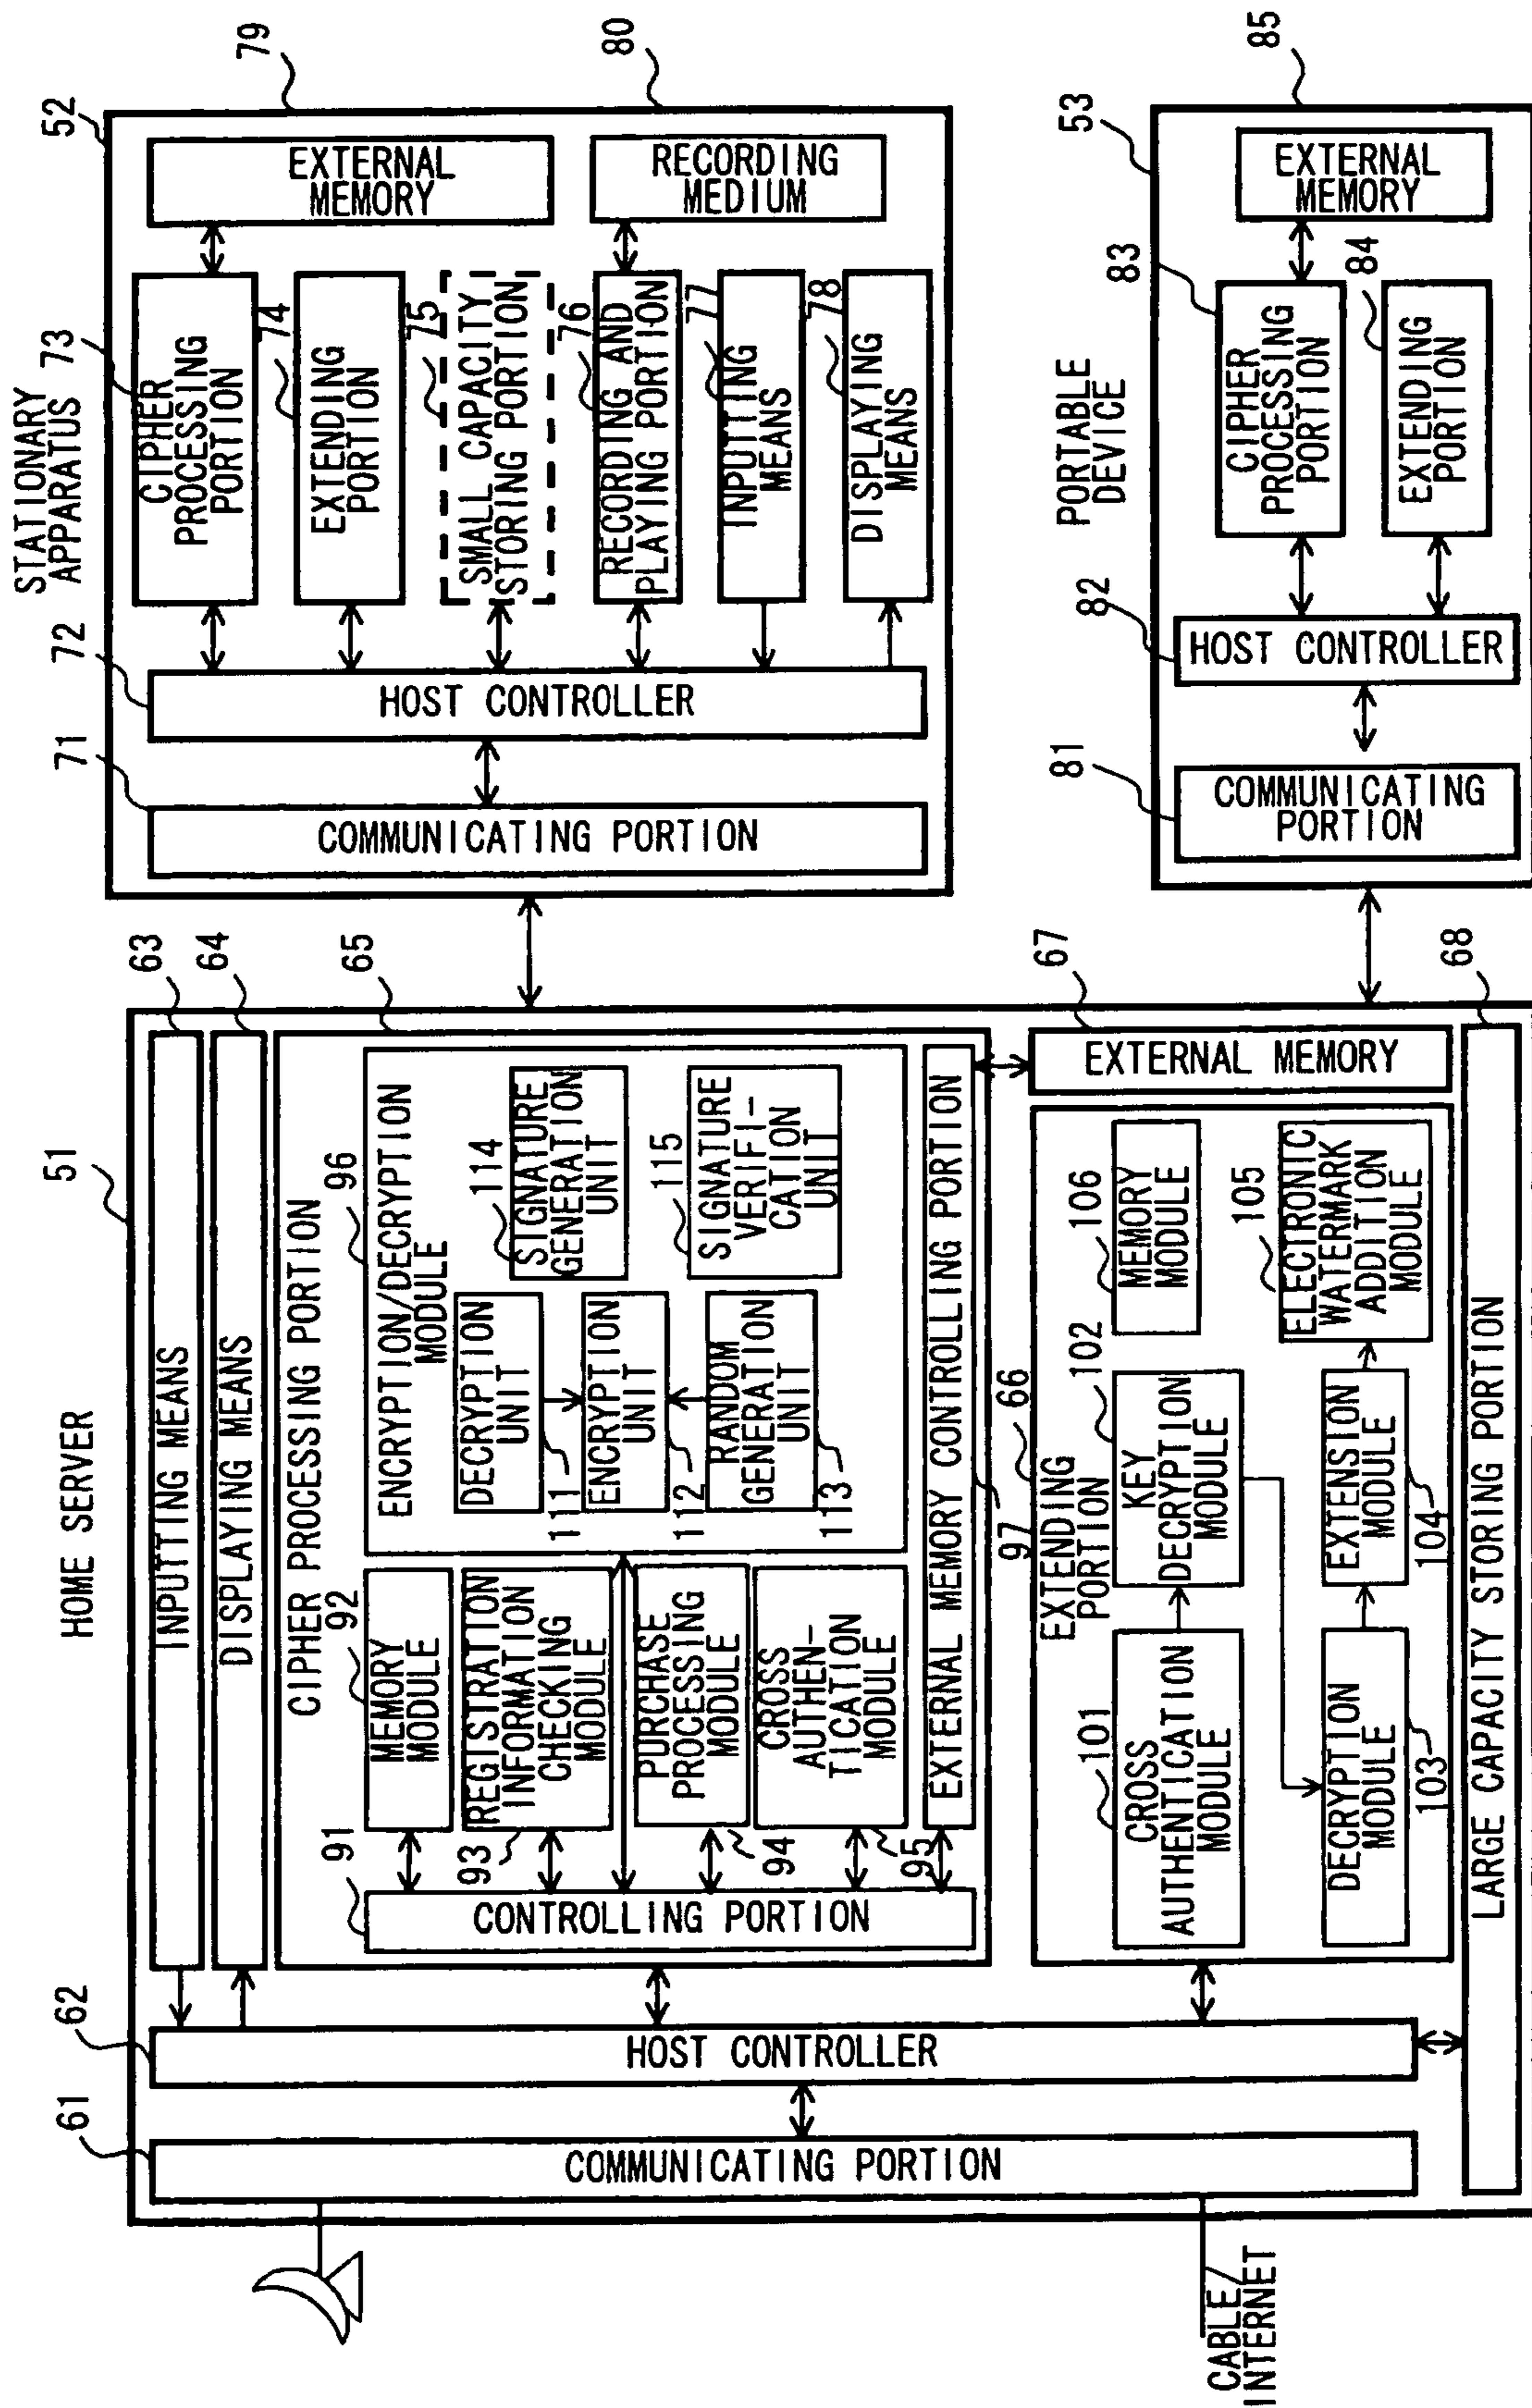 HOME SERVER
51
INPUTTING MEANS
63
DISPLAYING MEANS
64
CIPHER PROCESSING PORTION
65
61
COMMUNICATING PORTION
62
HOST CONTROLLER
91
CONTROLLING PORTION
92
MEMORY
MODULE
93
REGISTRATION
INFORMATION
CHECKING
MODULE
94
PURCHASE
PROCESSING
MODULE
95
CROSS
AUTHEN-
TICATION
MODULE
96
ENCRYPTION/DECRYPTION
MODULE
DECRYPTION
UNIT
111
ENCRYPTION
UNIT
112
RANDOM
GENERATION
UNIT
113
114
SIGNATURE
GENERATION
UNIT
115
SIGNATURE
VERIFI-
CATION
UNIT
EXTERNAL MEMORY CONTROLLING PORTION
97
66
EXTENDING
PORTION
101
CROSS
AUTHENTICATION
MODULE
102
KEY
DECRYPTION
MODULE
106
MEMORY
MODULE
DECRYPTION
MODULE
103
EXTENSION
MODULE
104
105
ELECTRONIC
WATERMARK
ADDITION
MODULE
67
EXTERNAL MEMORY
68
LARGE CAPACITY STORING PORTION
CABLE/
INTERNET
STATIONARY
APPARATUS
52
71
COMMUNICATING PORTION
72
HOST CONTROLLER
73
CIPHER
PROCESSING
PORTION
74
EXTENDING
PORTION
75
SMALL CAPACITY
STORING PORTION
76
RECORDING AND
PLAYING PORTION
77
INPUTTING
MEANS
78
DISPLAYING
MEANS
79
EXTERNAL
MEMORY
80
RECORDING
MEDIUM
PORTABLE
DEVICE
53
81
COMMUNICATING
PORTION
82
HOST CONTROLLER
83
CIPHER
PROCESSING
PORTION
84
EXTENDING
PORTION
85
EXTERNAL
MEMORY